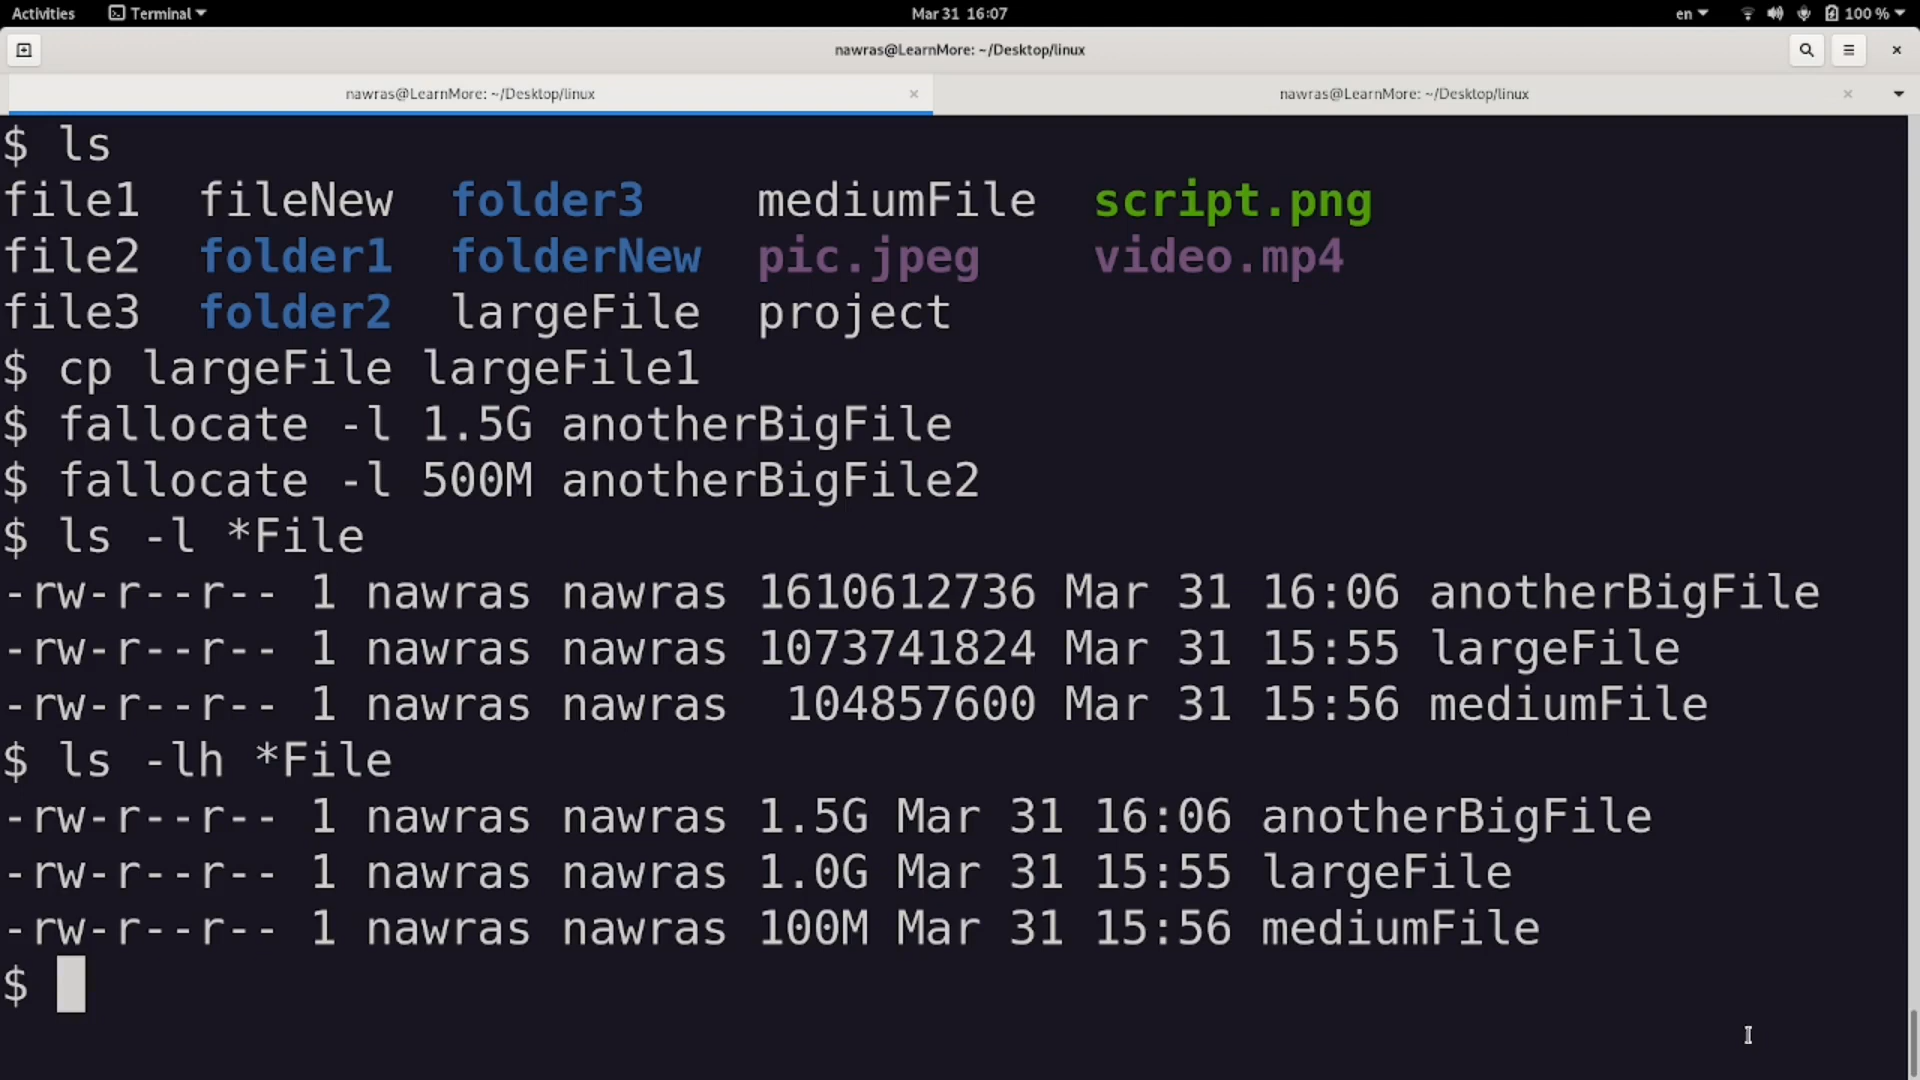 Activities Terminal Mar 31 16:07 en 100 %
nawras@LearnMore: ~/Desktop/linux
nawras@LearnMore: ~/Desktop/linux nawras@LearnMore: ~/Desktop/linux
$ ls
file1 fileNew folder3 mediumFile script.png
file2 folder1 folderNew pic.jpeg video.mp4
file3 folder2 largeFile project
$ cp largeFile largeFile1
$ fallocate -l 1.5G anotherBigFile
$ fallocate -l 500M anotherBigFile2
$ ls -l *File
-rw-r--r-- 1 nawras nawras 1610612736 Mar 31 16:06 anotherBigFile
-rw-r--r-- 1 nawras nawras 1073741824 Mar 31 15:55 largeFile
-rw-r--r-- 1 nawras nawras  104857600 Mar 31 15:56 mediumFile
$ ls -lh *File
-rw-r--r-- 1 nawras nawras 1.5G Mar 31 16:06 anotherBigFile
-rw-r--r-- 1 nawras nawras 1.0G Mar 31 15:55 largeFile
-rw-r--r-- 1 nawras nawras 100M Mar 31 15:56 mediumFile
$